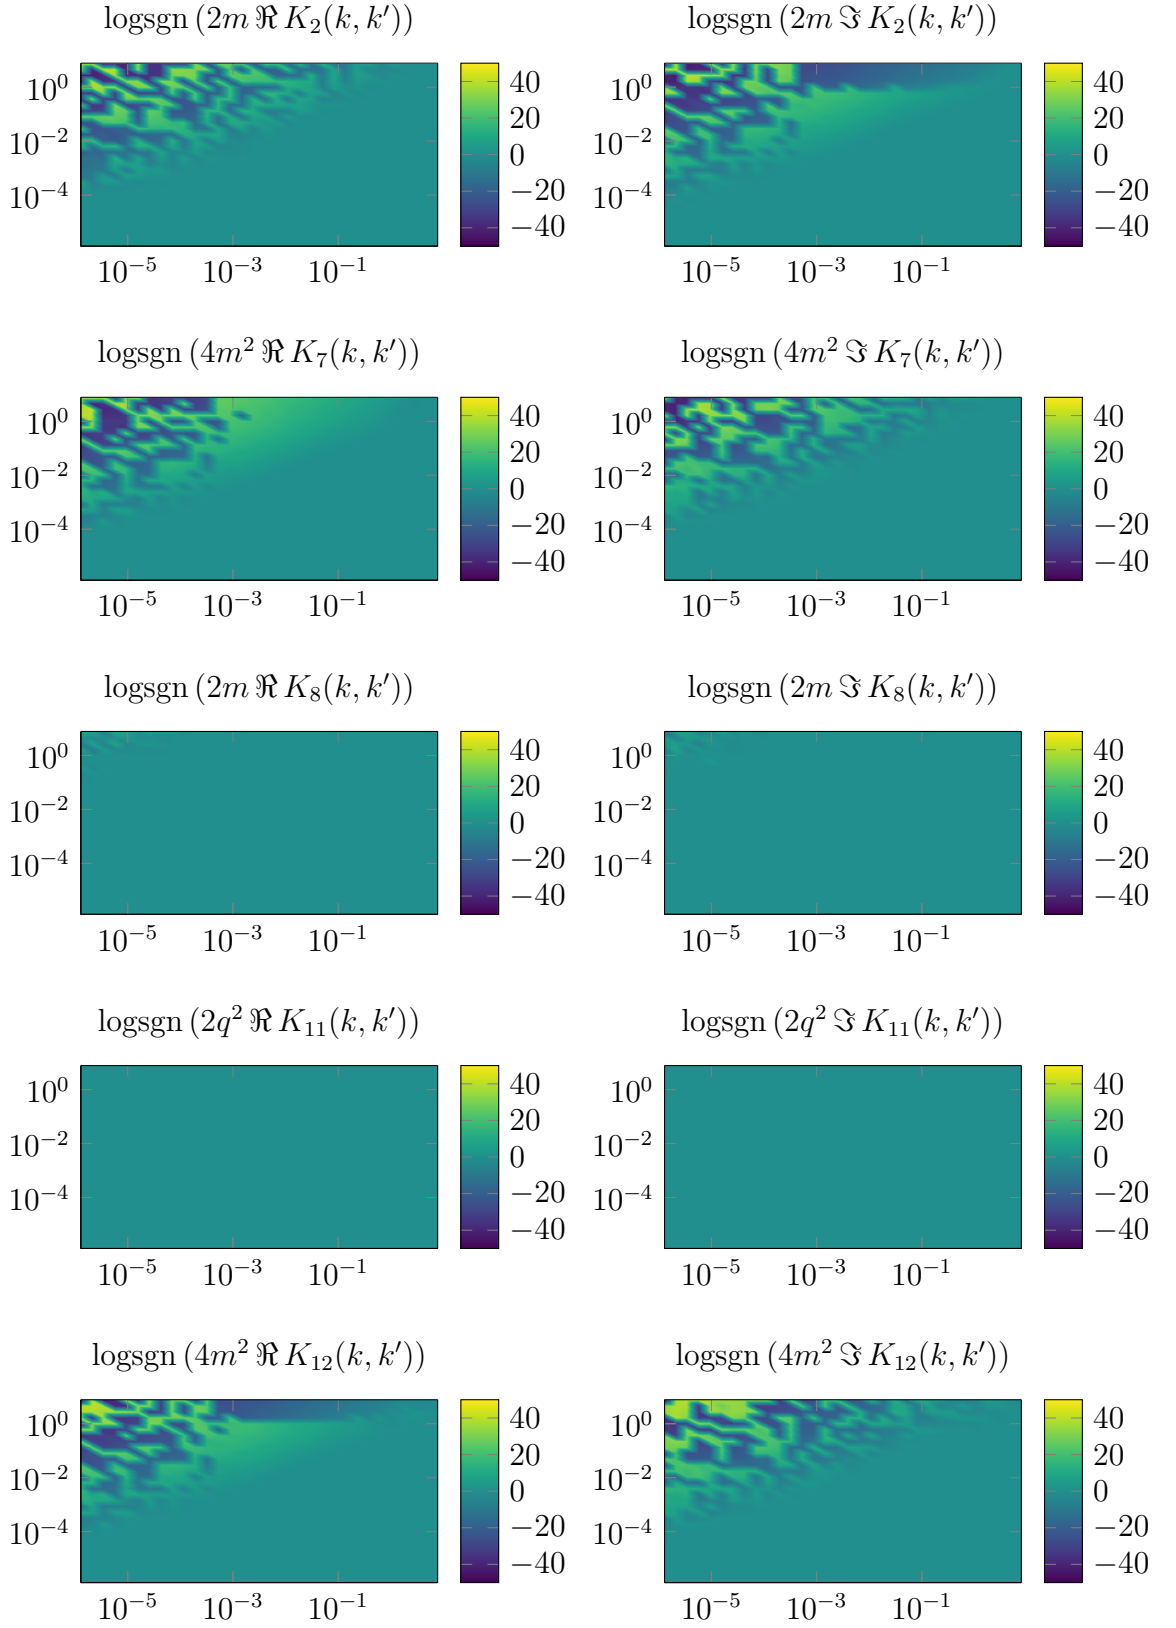 logsgn (2m ℜ K₂(k, k′)) logsgn (2m ℑ K₂(k, k′))
10⁰ 40 10⁰ 40
20 20
10⁻² 0 10⁻² 0
10⁻⁴ −20 10⁻⁴ −20
−40 −40
10⁻⁵ 10⁻³ 10⁻¹ 10⁻⁵ 10⁻³ 10⁻¹
logsgn (4m² ℜ K₇(k, k′)) logsgn (4m² ℑ K₇(k, k′))
10⁰ 40 10⁰ 40
20 20
10⁻² 0 10⁻² 0
10⁻⁴ −20 10⁻⁴ −20
−40 −40
10⁻⁵ 10⁻³ 10⁻¹ 10⁻⁵ 10⁻³ 10⁻¹
logsgn (2m ℜ K₈(k, k′)) logsgn (2m ℑ K₈(k, k′))
10⁰ 40 10⁰ 40
20 20
10⁻² 0 10⁻² 0
10⁻⁴ −20 10⁻⁴ −20
−40 −40
10⁻⁵ 10⁻³ 10⁻¹ 10⁻⁵ 10⁻³ 10⁻¹
logsgn (2q² ℜ K₁₁(k, k′)) logsgn (2q² ℑ K₁₁(k, k′))
10⁰ 40 10⁰ 40
20 20
10⁻² 0 10⁻² 0
10⁻⁴ −20 10⁻⁴ −20
−40 −40
10⁻⁵ 10⁻³ 10⁻¹ 10⁻⁵ 10⁻³ 10⁻¹
logsgn (4m² ℜ K₁₂(k, k′)) logsgn (4m² ℑ K₁₂(k, k′))
10⁰ 40 10⁰ 40
20 20
10⁻² 0 10⁻² 0
10⁻⁴ −20 10⁻⁴ −20
−40 −40
10⁻⁵ 10⁻³ 10⁻¹ 10⁻⁵ 10⁻³ 10⁻¹